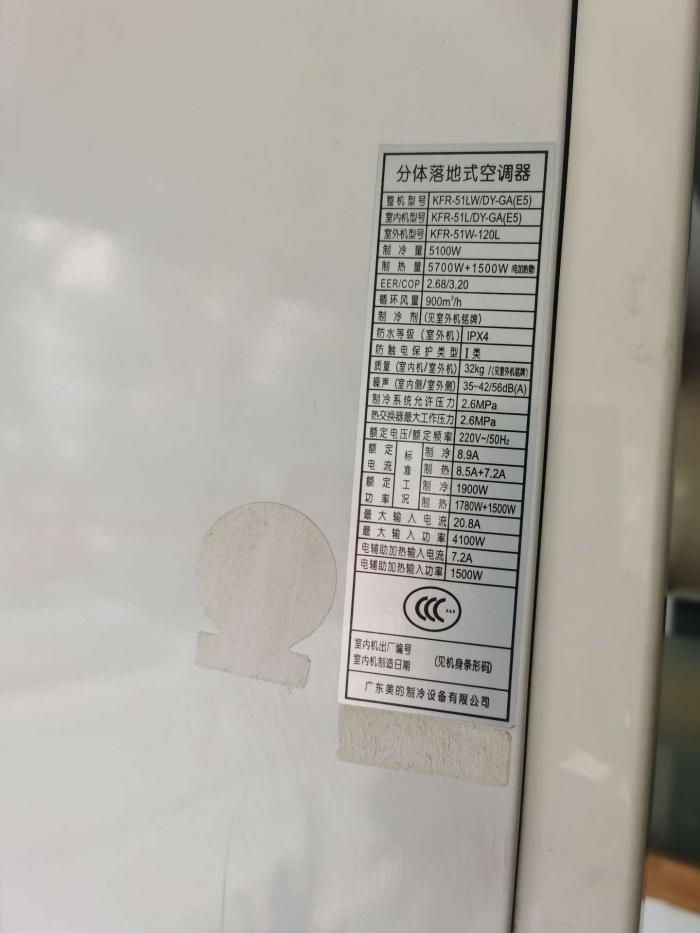 分体落地式空调器
整机型号 KFR-51LW/DY-GA(E5)
室内机型号 KFR-51L/DY-GA(E5)
室外机型号 KFR-51W-120L
制冷量 5100W
制热量 5700W+1500W (电加热管)
EER/COP 2.68/3.20
循环风量 900m³/h
制冷剂 (见室外机铭牌)
防水等级 (室外机) IPX4
防触电保护类型 I类
质量 (室内机/室外机) 32kg /(见室外机铭牌)
噪声 (室内侧/室外侧) 35-42/56dB(A)
制冷系统允许压力 2.6MPa
热交换器最大工作压力 2.6MPa
额定电压/额定频率 220V~/50Hz
额定电流 标准工况 制冷 8.9A
制热 8.5A+7.2A
额定功率 制冷 1900W
制热 1780W+1500W
最大输入电流 20.8A
最大输入功率 4100W
电辅助加热输入电流 7.2A
电辅助加热输入功率 1500W
CCC
室内机出厂编号
室内机制造日期 (见机身条形码)
广东美的制冷设备有限公司